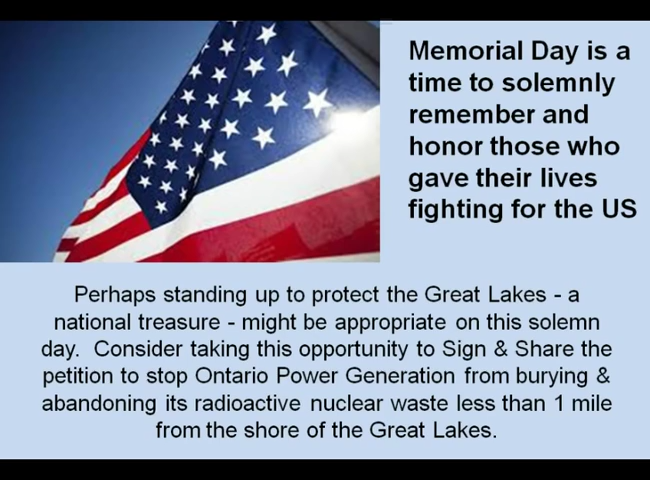 Memorial Day is a
time to solemnly
remember and
honor those who
gave their lives
fighting for the US
Perhaps standing up to protect the Great Lakes - a
national treasure - might be appropriate on this solemn
day. Consider taking this opportunity to Sign & Share the
petition to stop Ontario Power Generation from burying &
abandoning its radioactive nuclear waste less than 1 mile
from the shore of the Great Lakes.